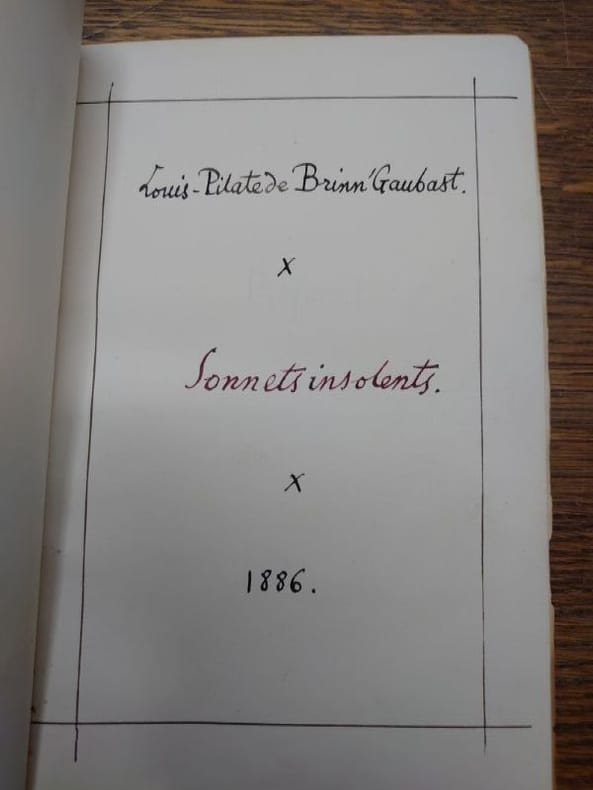 Louis-Pilate de Brinn'Gaubast.
x
Sonnets insolents.
x
1886.